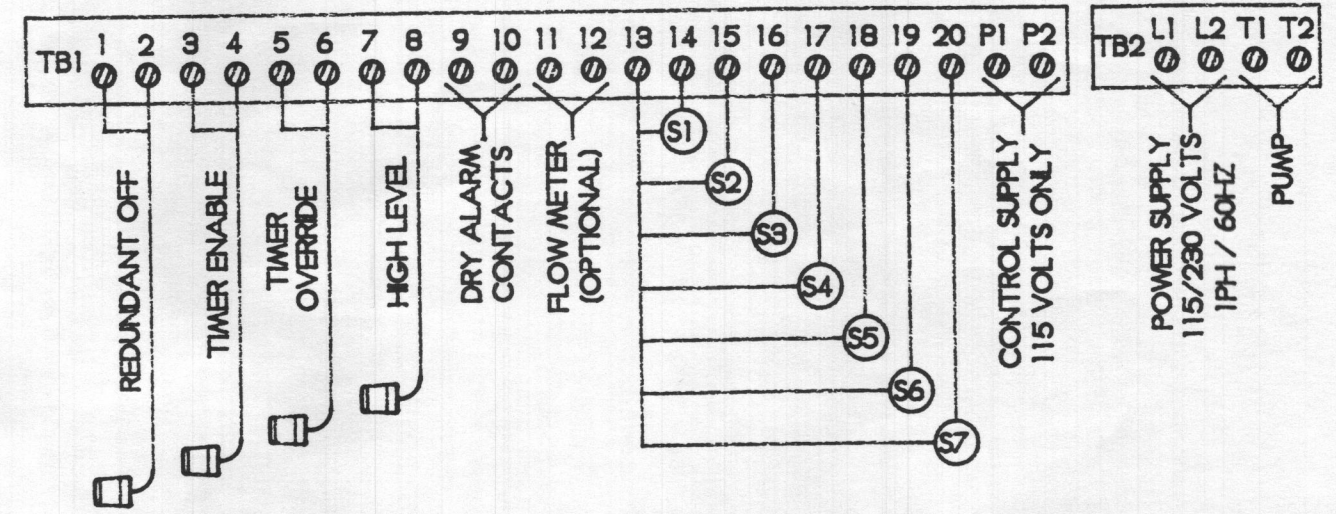 1 2 3 4 5 6 7 8 9 10 11 12 13 14 15 16 17 18 19 20 P1 P2
TB1
L1 L2 T1 T2
TB2
REDUNDANT OFF
TIMER ENABLE
TIMER
OVERRIDE
HIGH LEVEL
DRY ALARM
CONTACTS
FLOW METER
(OPTIONAL)
S1
S2
S3
S4
S5
S6
S7
CONTROL SUPPLY
115 VOLTS ONLY
POWER SUPPLY
115/230 VOLTS
1PH / 60HZ
PUMP